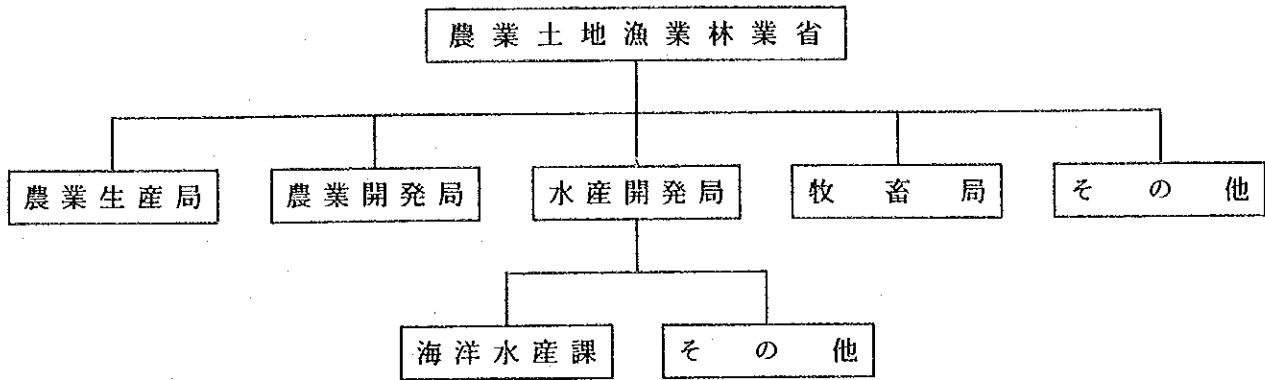 農業土地漁業林業省
農業生産局 農業開発局 水産開発局 牧畜局 その他
海洋水産課 その他